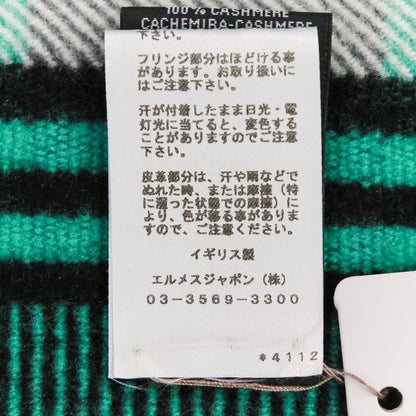 100% CASHMERE
CACHEMIRA-CASHMERE
下さい。
フリンジ部分はほどける事
があります。お取り扱いに
はご注意下さい。
汗が付着したまま日光・電
灯光に当てると、変色する
ことがありますのでご注意
下さい。
皮革部分は、汗や雨などで
ぬれた時、または摩擦（特
に湿った状態での摩擦）に
より、色が移る事がありま
すので、ご注意ください。
イギリス製
エルメスジャポン（株）
03-3569-3300
*4112